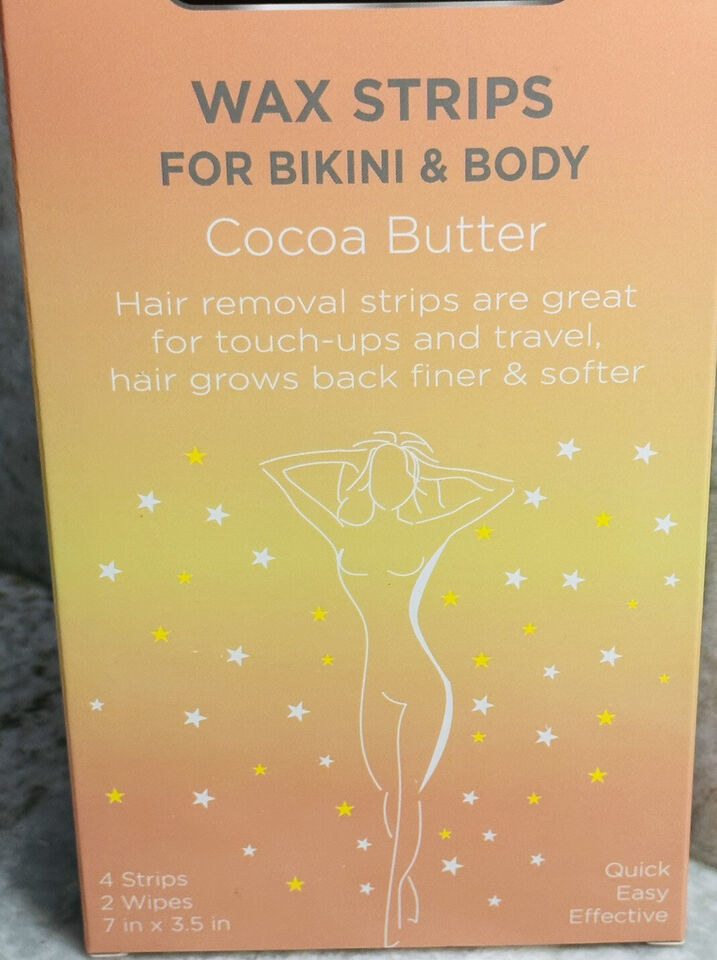 WAX STRIPS
FOR BIKINI & BODY
Cocoa Butter
Hair removal strips are great
for touch-ups and travel,
hair grows back finer & softer
4 Strips
2 Wipes
7 in x 3.5 in
Quick
Easy
Effective